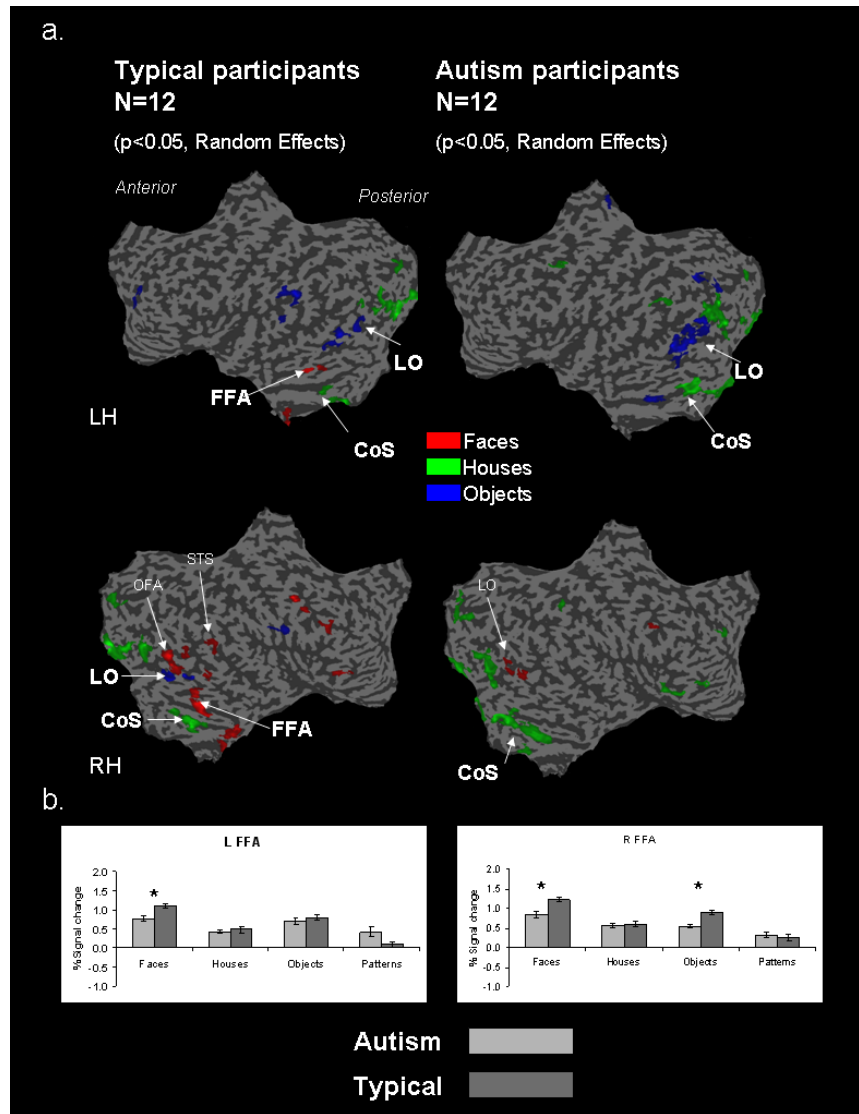 a.
Typical participants
N=12
(p<0.05, Random Effects)
Autism participants
N=12
(p<0.05, Random Effects)
Anterior
Posterior
LO
FFA
CoS
LH
LO
CoS
Faces
Houses
Objects
STS
OFA
LO
CoS
FFA
RH
LO
CoS
b.
L FFA
% Signal change
2.0
1.5
1.0
0.5
0.0
-0.5
-1.0
*
Faces Houses Objects Patterns
R FFA
% Signal change
2.0
1.5
1.0
0.5
0.0
-0.5
-1.0
* *
Faces Houses Objects Patterns
Autism
Typical